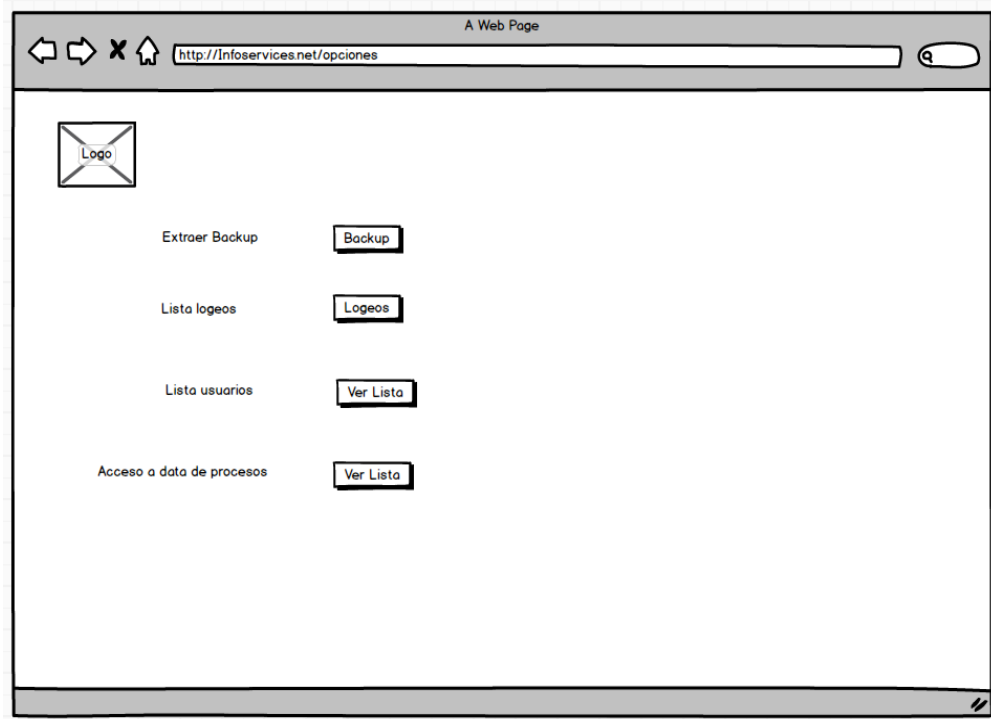 A Web Page
http://Infoservices.net/opciones
Logo
Extraer Backup Backup
Lista logeos Logeos
Lista usuarios Ver Lista
Acceso a data de procesos Ver Lista